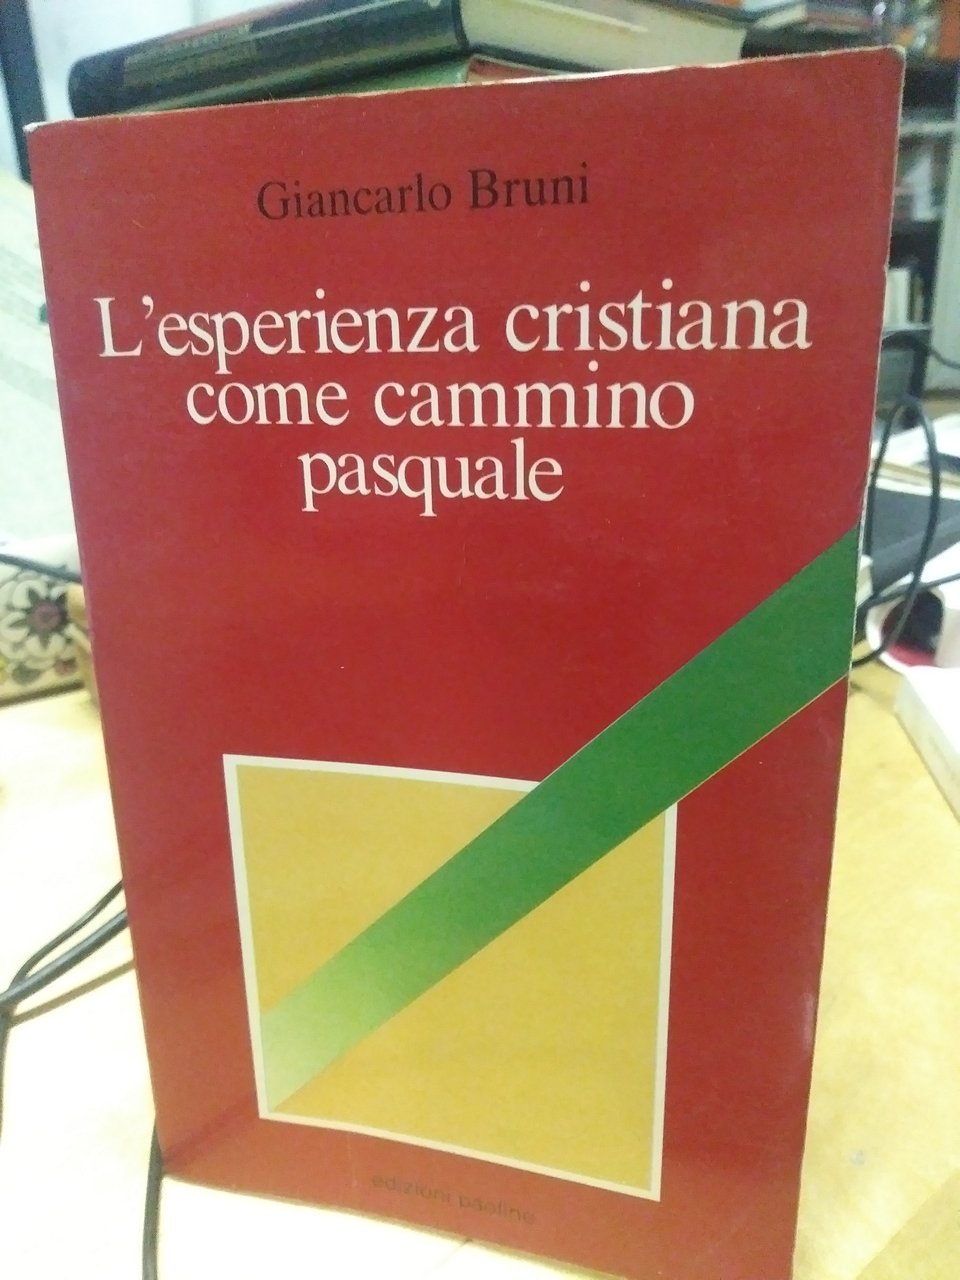 Giancarlo Bruni
L'esperienza cristiana
come cammino
pasquale
edizioni paoline